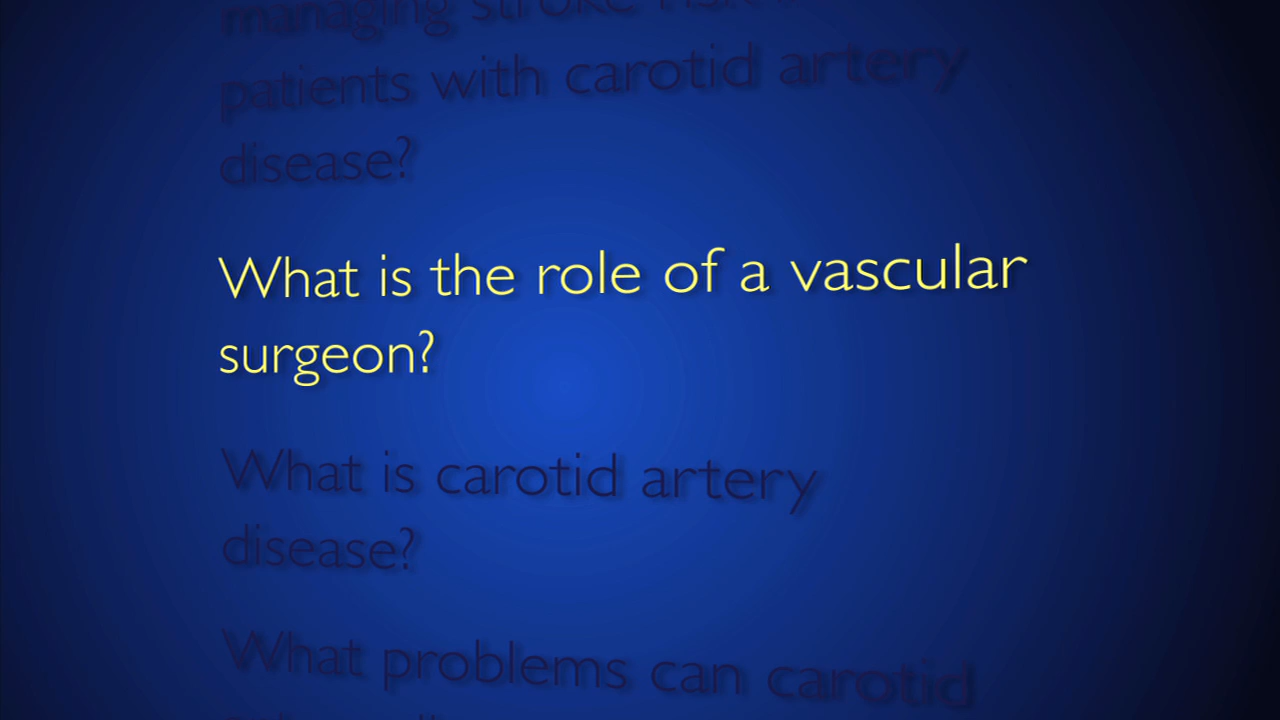 managing stroke risk
patients with carotid artery
disease?
What is the role of a vascular
surgeon?
What is carotid artery
disease?
What problems can carotid